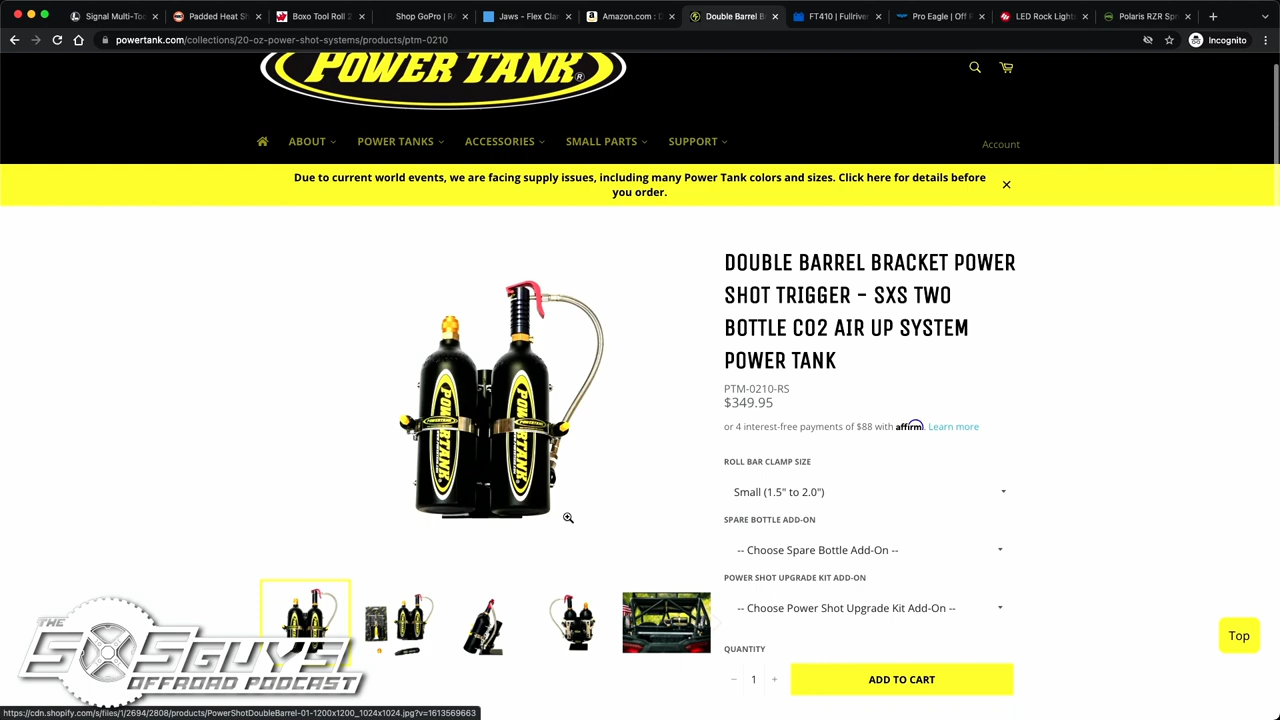 Signal Multi-Too
Padded Heat Sh
Boxo Tool Roll 2
Shop GoPro | RA
Jaws - Flex Clam
Amazon.com : D
Double Barrel B
FT410 | Fullriver
Pro Eagle | Off R
LED Rock Lights
Polaris RZR Spe
powertank.com/collections/20-oz-power-shot-systems/products/ptm-0210
Incognito
POWER TANK®
ABOUT
POWER TANKS
ACCESSORIES
SMALL PARTS
SUPPORT
Account
Due to current world events, we are facing supply issues, including many Power Tank colors and sizes. Click here for details before
you order.
DOUBLE BARREL BRACKET POWER
SHOT TRIGGER - SXS TWO
BOTTLE CO2 AIR UP SYSTEM
POWER TANK
PTM-0210-RS
$349.95
or 4 interest-free payments of $88 with affirm. Learn more
ROLL BAR CLAMP SIZE
Small (1.5" to 2.0")
SPARE BOTTLE ADD-ON
-- Choose Spare Bottle Add-On --
POWER SHOT UPGRADE KIT ADD-ON
-- Choose Power Shot Upgrade Kit Add-On --
QUANTITY
− 1 +
ADD TO CART
Top
POWERTANK
POWERTANK
THE
SXSGUYS
OFFROAD PODCAST
https://cdn.shopify.com/s/files/1/2694/2808/products/PowerShotDoubleBarrel-01-1200x1200_1024x1024.jpg?v=1613569663